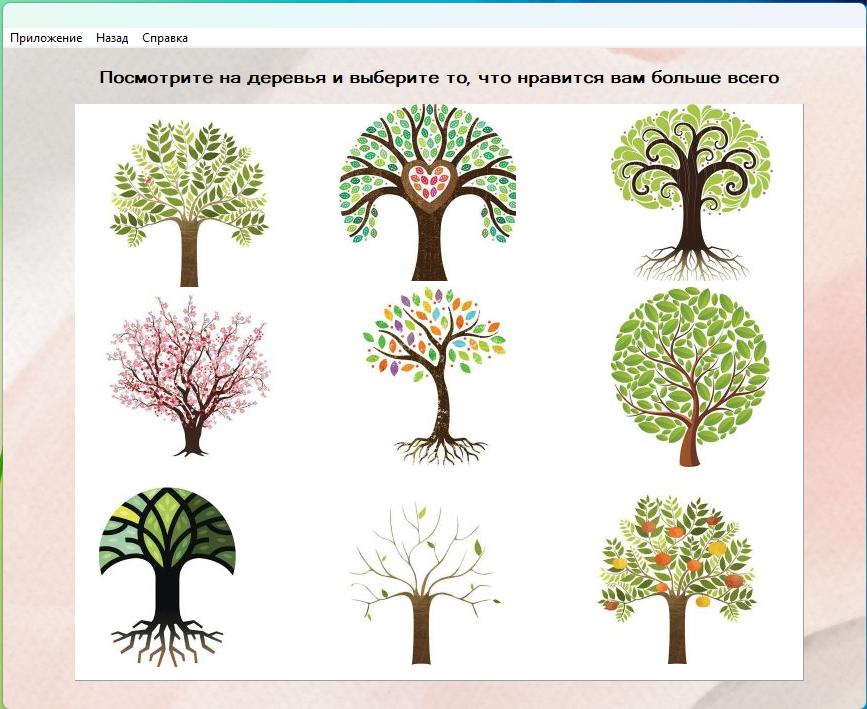 Приложение Назад Справка
Посмотрите на деревья и выберите то, что нравится вам больше всего